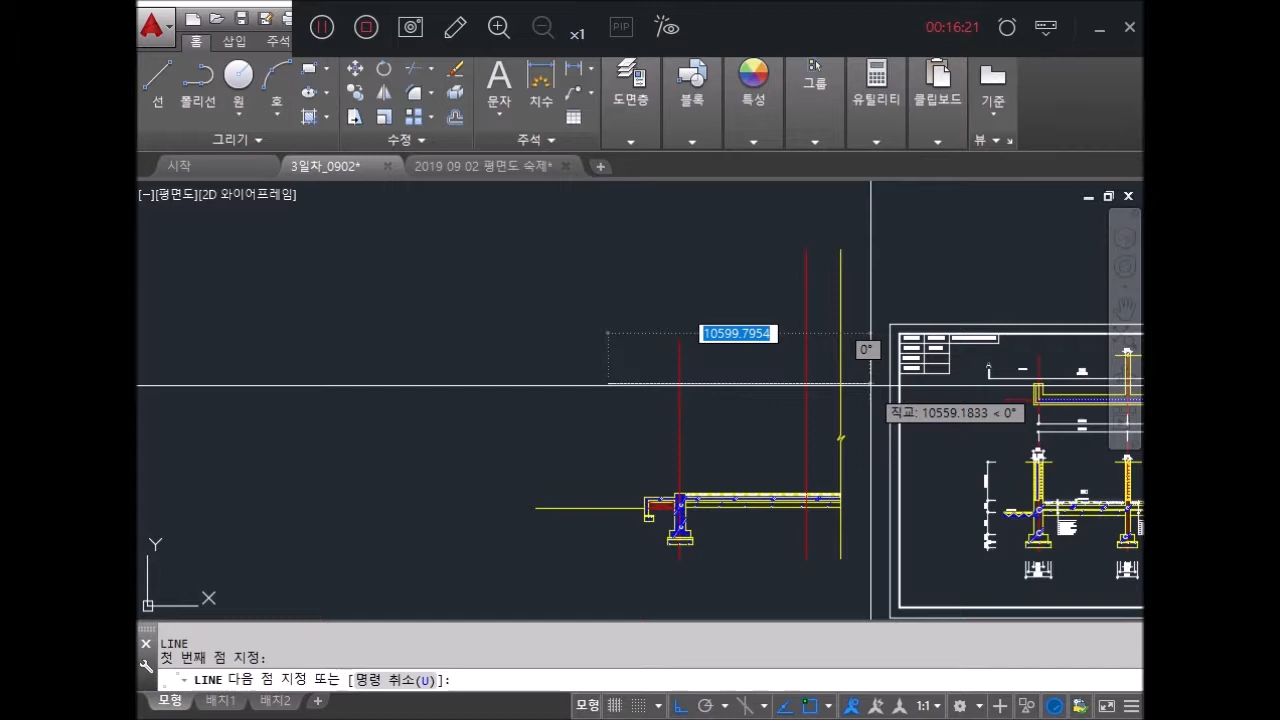 x1
PIP
00:16:21
홈 삽입 주석
선 폴리선 원 호
문자 치수
도면층 블록 특성 그룹 유틸리티 클립보드 기준
그리기 수정 주석 뷰
시작 3일차_0902* 2019 09 02 평면도 숙제*
[−][평면도][2D 와이어프레임]
10599.7954
0°
직교: 10559.1833 < 0°
A
Y
X
LINE
첫 번째 점 지정:
LINE 다음 점 지정 또는 [명령 취소(U)]:
모형 배치1 배치2 + 모형 1:1